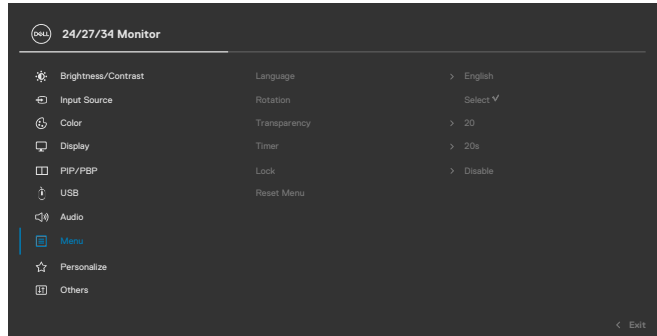 DELL 24/27/34 Monitor
Brightness/Contrast Language > English
Input Source Rotation Select √
Color Transparency > 20
Display Timer > 20s
PIP/PBP Lock > Disable
USB Reset Menu
Audio
Menu
Personalize
Others
< Exit